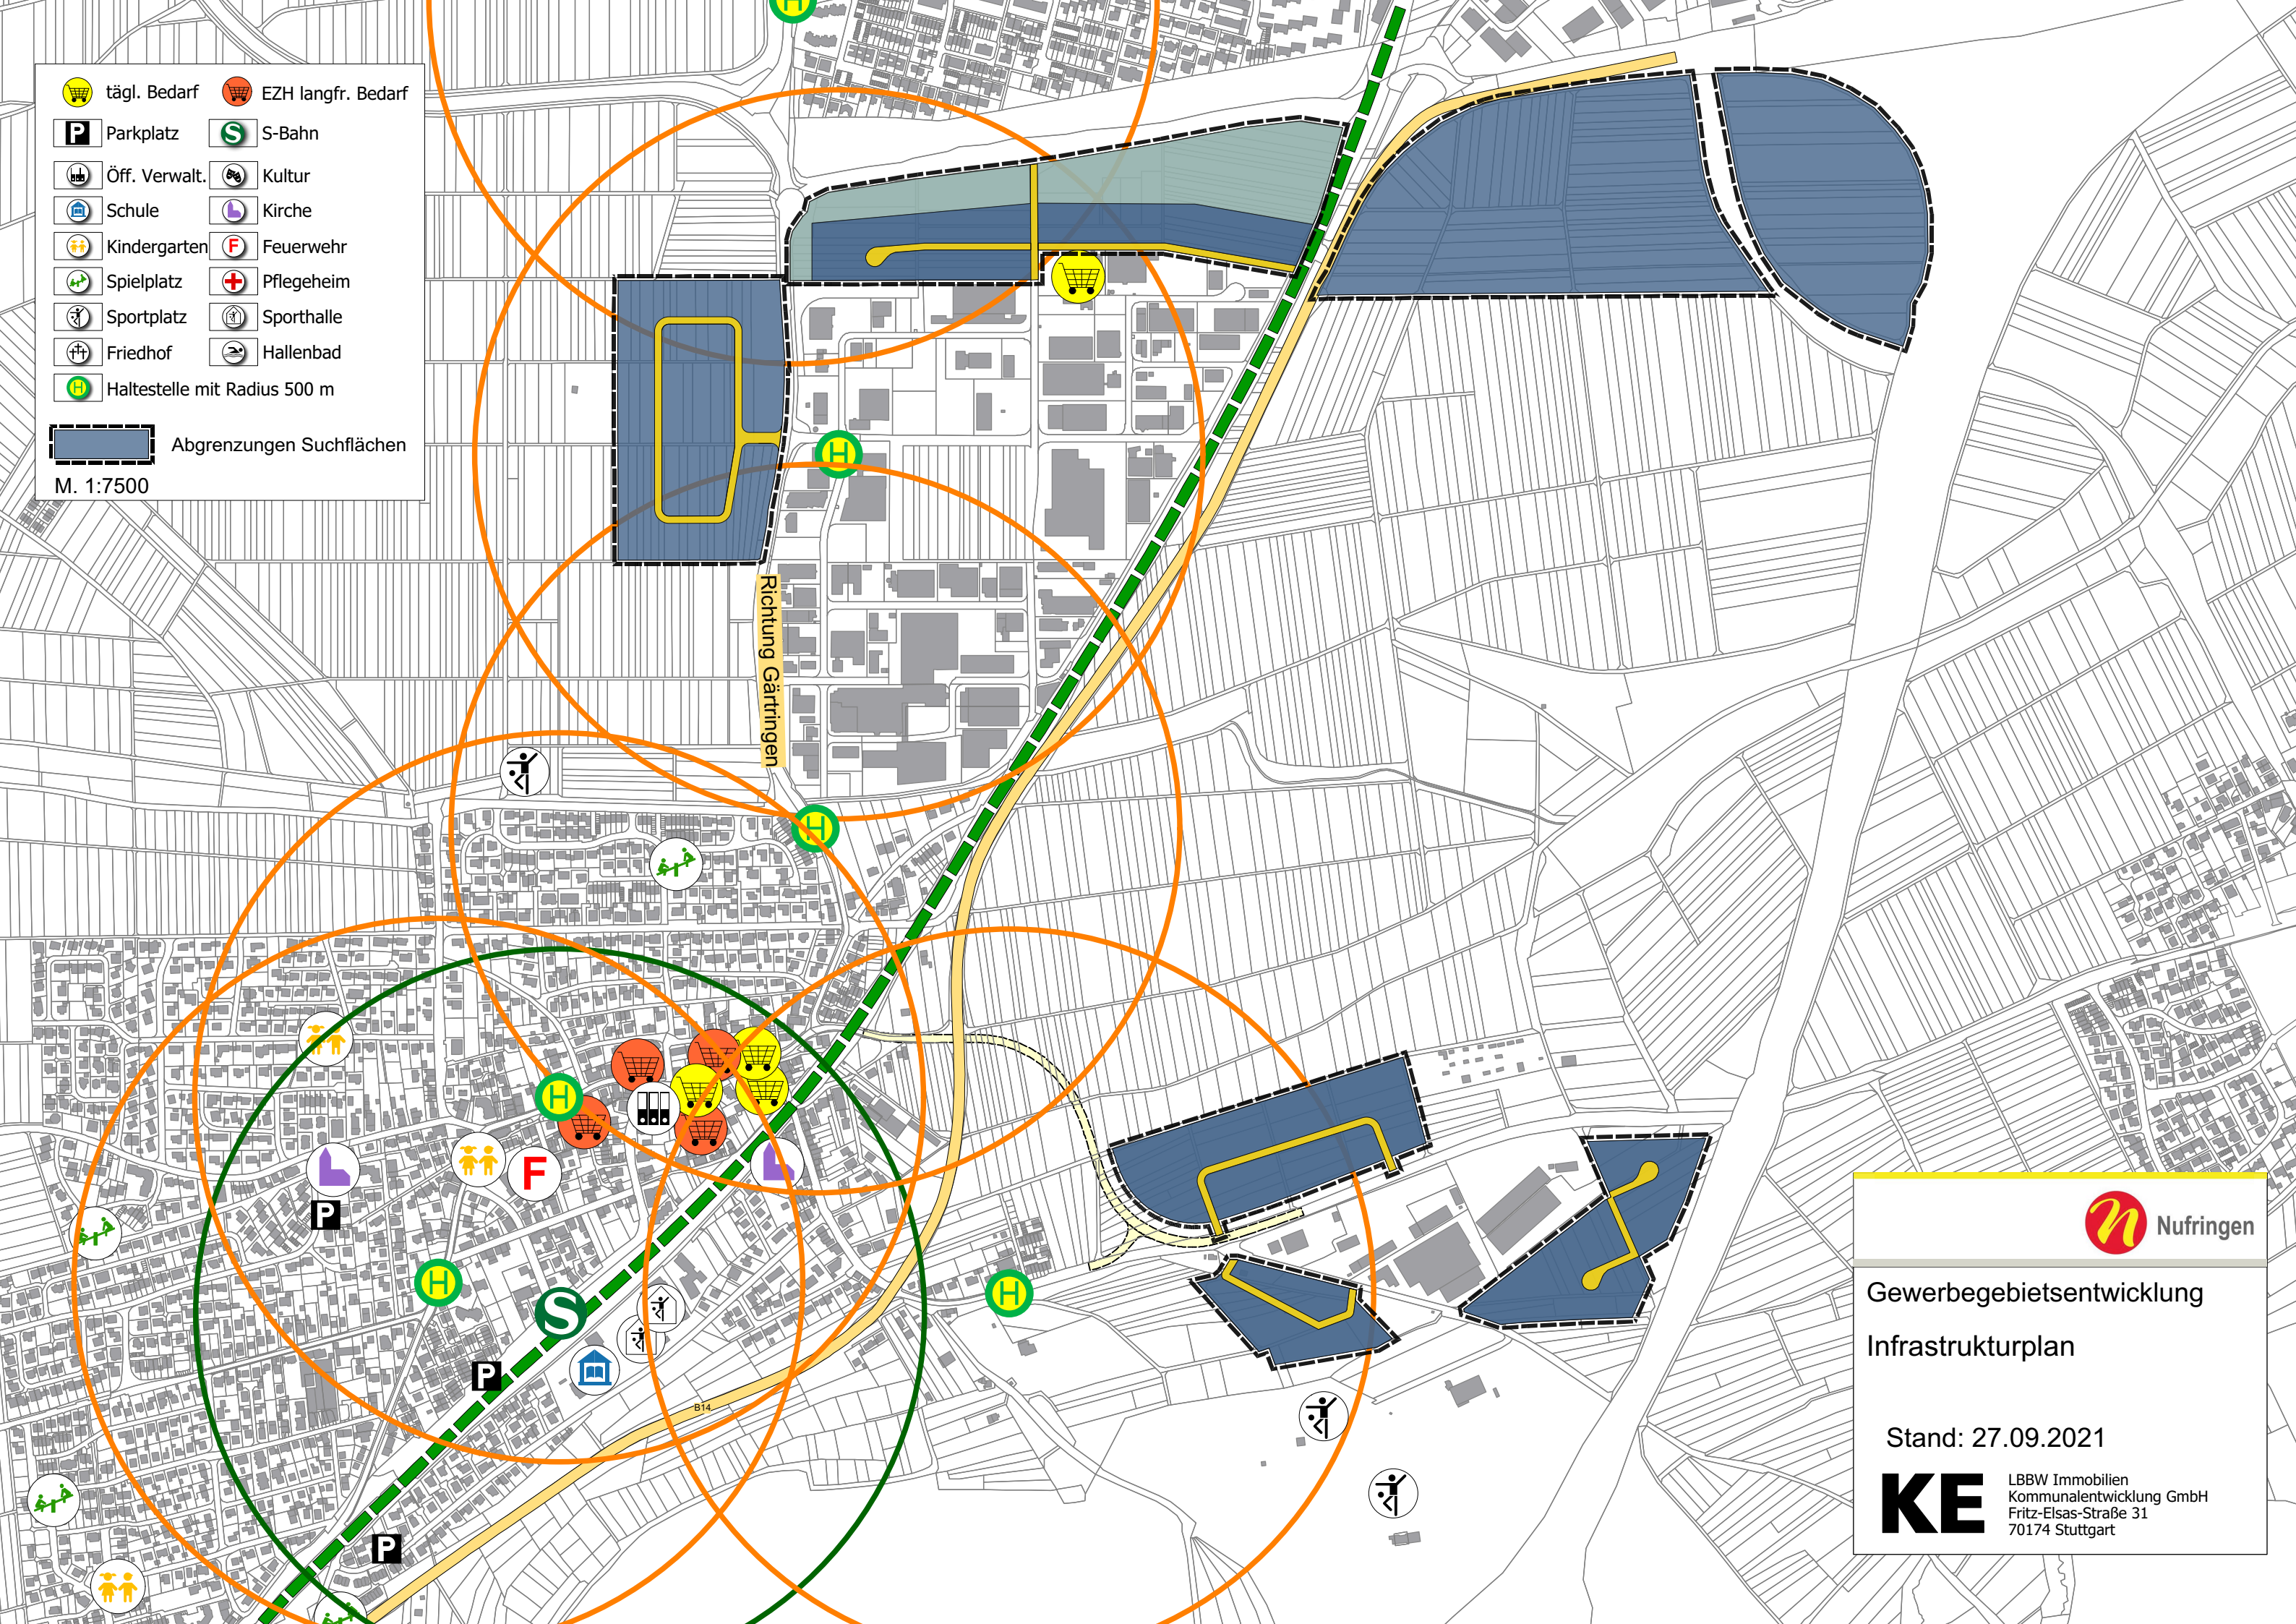 tägl. Bedarf
EZH langfr. Bedarf
P Parkplatz
S S-Bahn
Öff. Verwalt.
Kultur
Schule
Kirche
Kindergarten
F Feuerwehr
Spielplatz
Pflegeheim
Sportplatz
Sporthalle
Friedhof
Hallenbad
H Haltestelle mit Radius 500 m
Abgrenzungen Suchflächen
M. 1:7500
H
H
Richtung Gärtringen
H
H
F
P
H
S
H
P
B14
P
n Nufringen
Gewerbegebietsentwicklung
Infrastrukturplan
Stand: 27.09.2021
KE
LBBW Immobilien
Kommunalentwicklung GmbH
Fritz-Elsas-Straße 31
70174 Stuttgart